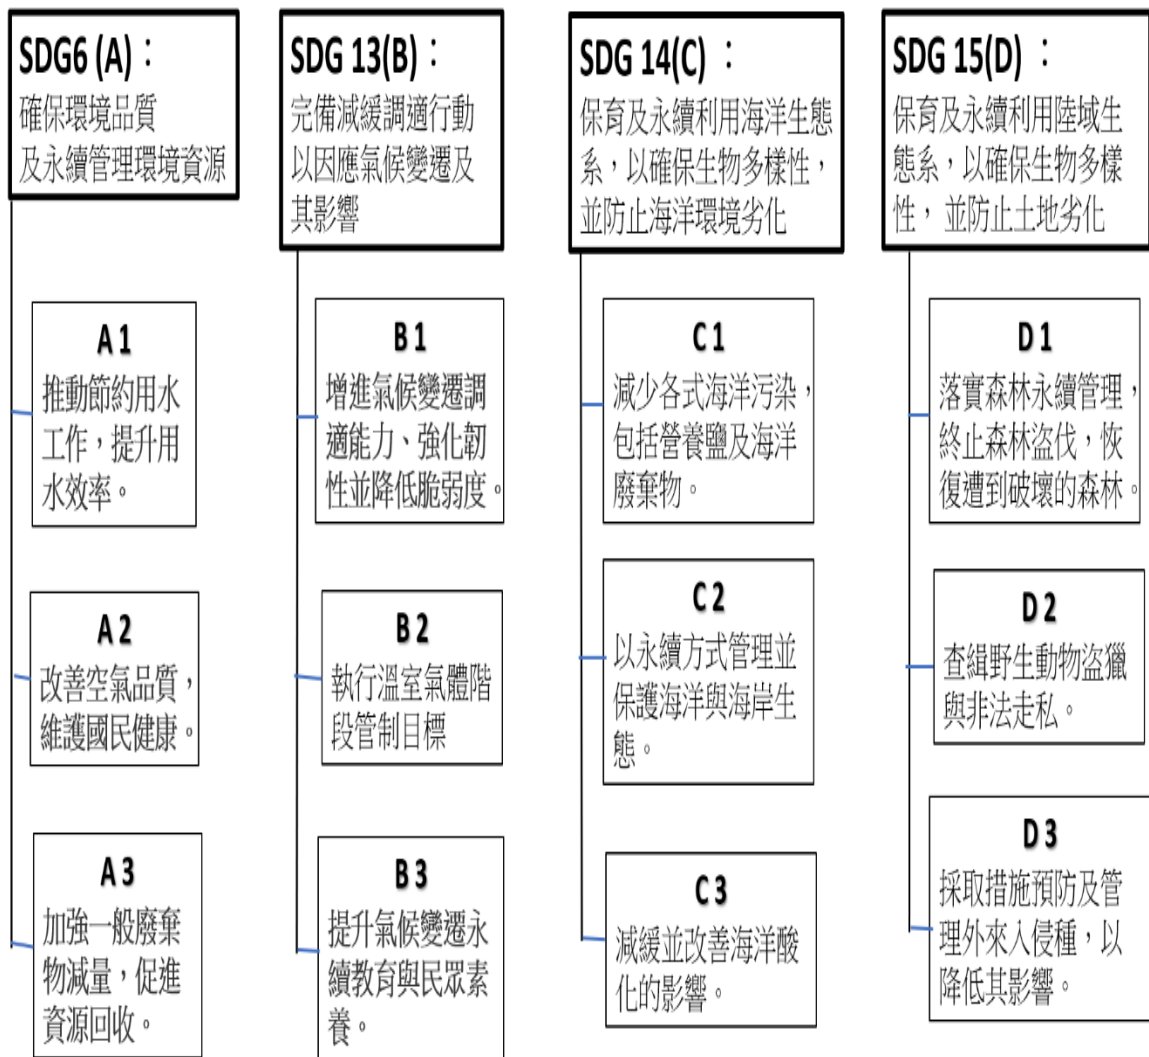 SDG6 (A)：
確保環境品質
及永續管理環境資源
A 1
推動節約用水
工作，提升用
水效率。
A 2
改善空氣品質，
維護國民健康。
A 3
加強一般廢棄
物減量，促進
資源回收。
SDG 13(B)：
完備減緩調適行動
以因應氣候變遷及
其影響
B 1
增進氣候變遷調
適能力、強化韌
性並降低脆弱度。
B 2
執行溫室氣體階
段管制目標
B 3
提升氣候變遷永
續教育與民眾素
養。
SDG 14(C)：
保育及永續利用海洋生態
系，以確保生物多樣性，
並防止海洋環境劣化
C 1
減少各式海洋污染，
包括營養鹽及海洋
廢棄物。
C 2
以永續方式管理並
保護海洋與海岸生
態。
C 3
減緩並改善海洋酸
化的影響。
SDG 15(D)：
保育及永續利用陸域生
態系，以確保生物多樣
性， 並防止土地劣化
D 1
落實森林永續管理，
終止森林盜伐，恢
復遭到破壞的森林。
D 2
查緝野生動物盜獵
與非法走私。
D 3
採取措施預防及管
理外來入侵種，以
降低其影響。